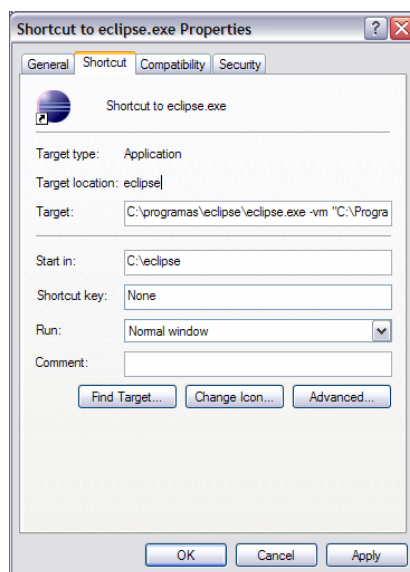 Shortcut to eclipse.exe Properties
General Shortcut Compatibility Security
Shortcut to eclipse.exe
Target type: Application
Target location: eclipse
Target: C:\programas\eclipse\eclipse.exe -vm "C:\Progra
Start in: C:\eclipse
Shortcut key: None
Run: Normal window
Comment:
Find Target... Change Icon... Advanced...
OK Cancel Apply